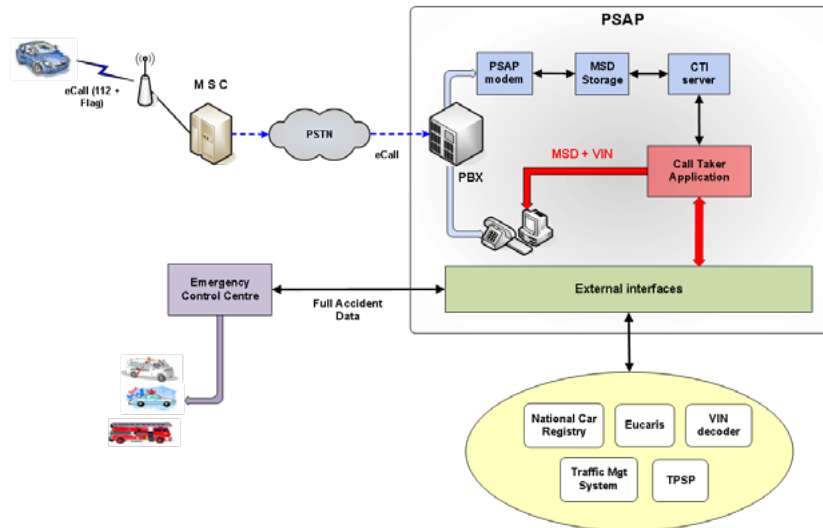 PSAP
eCall (112 +
Flag)
M S C
PSTN
eCall
PBX
PSAP
modem
MSD
Storage
CTI
server
MSD + VIN
Call Taker
Application
External interfaces
Emergency
Control Centre
Full Accident
Data
National Car
Registry
Eucaris
VIN
decoder
Traffic Mgt
System
TPSP